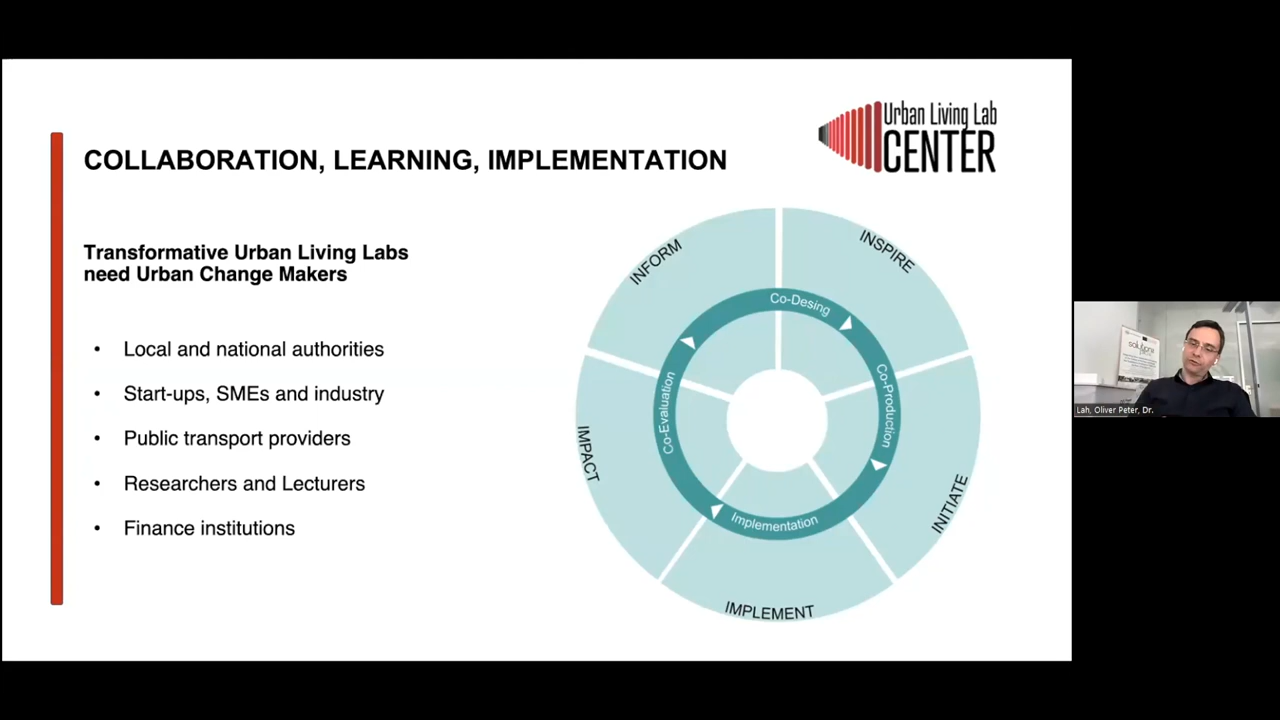 Urban Living Lab
CENTER
COLLABORATION, LEARNING, IMPLEMENTATION
Transformative Urban Living Labs
need Urban Change Makers
• Local and national authorities
• Start-ups, SMEs and industry
• Public transport providers
• Researchers and Lecturers
• Finance institutions
INFORM
INSPIRE
INITIATE
IMPLEMENT
IMPACT
Co-Desing
Co-Production
Implementation
Co-Evaluation
Lah, Oliver Peter, Dr.